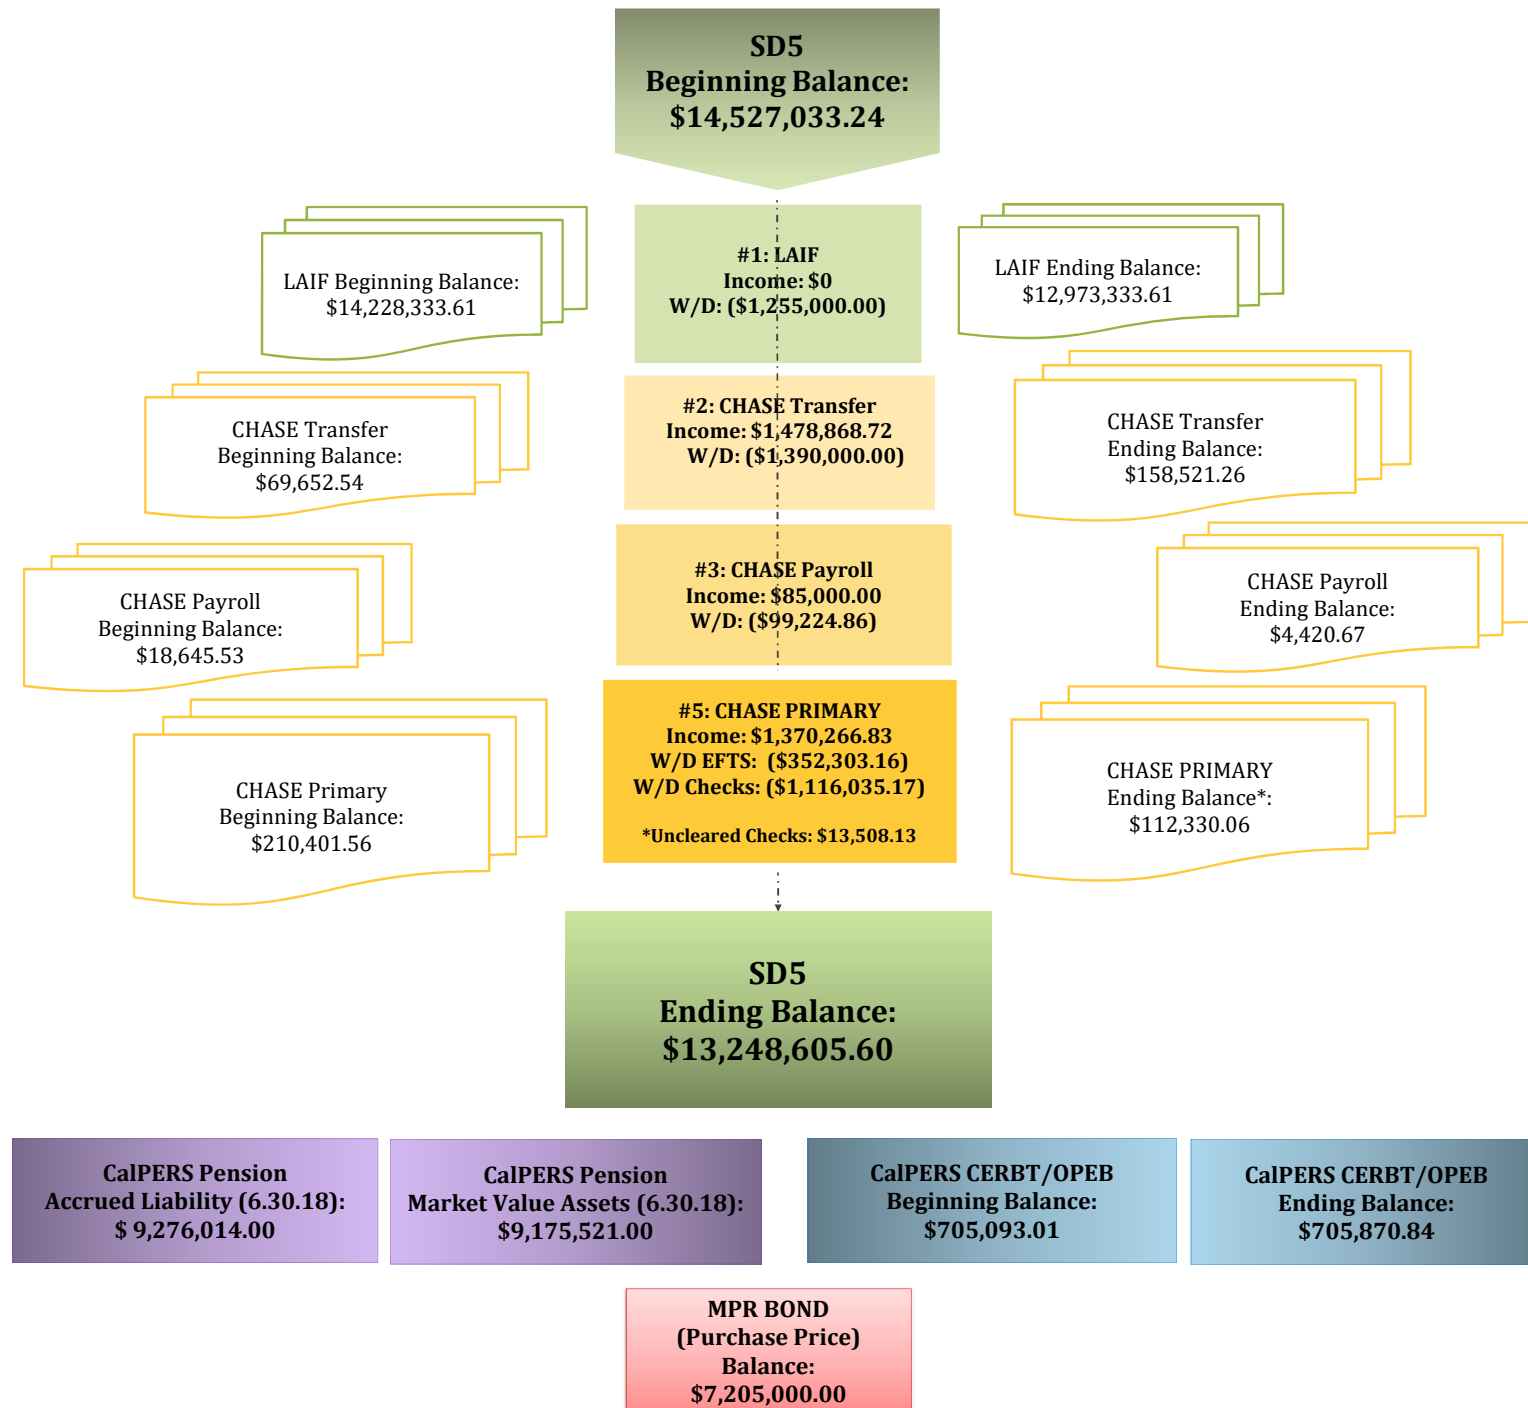 SD5
Beginning Balance:
$14,527,033.24
LAIF Beginning Balance:
$14,228,333.61
#1: LAIF
Income: $0
W/D: ($1,255,000.00)
LAIF Ending Balance:
$12,973,333.61
CHASE Transfer
Beginning Balance:
$69,652.54
#2: CHASE Transfer
Income: $1,478,868.72
W/D: ($1,390,000.00)
CHASE Transfer
Ending Balance:
$158,521.26
CHASE Payroll
Beginning Balance:
$18,645.53
#3: CHASE Payroll
Income: $85,000.00
W/D: ($99,224.86)
CHASE Payroll
Ending Balance:
$4,420.67
CHASE Primary
Beginning Balance:
$210,401.56
#5: CHASE PRIMARY
Income: $1,370,266.83
W/D EFTS: ($352,303.16)
W/D Checks: ($1,116,035.17)
*Uncleared Checks: $13,508.13
CHASE PRIMARY
Ending Balance*:
$112,330.06
SD5
Ending Balance:
$13,248,605.60
CalPERS Pension
Accrued Liability (6.30.18):
$ 9,276,014.00
CalPERS Pension
Market Value Assets (6.30.18):
$9,175,521.00
CalPERS CERBT/OPEB
Beginning Balance:
$705,093.01
CalPERS CERBT/OPEB
Ending Balance:
$705,870.84
MPR BOND
(Purchase Price)
Balance:
$7,205,000.00